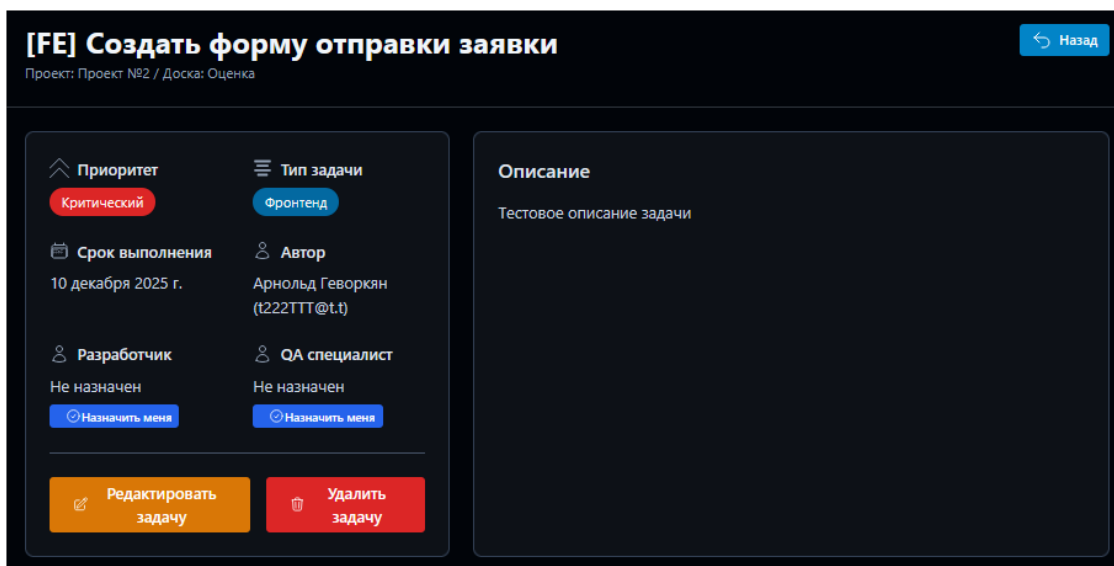 [FE] Создать форму отправки заявки
Назад
Проект: Проект №2 / Доска: Оценка
Приоритет
Тип задачи
Критический
Фронтенд
Срок выполнения
Автор
10 декабря 2025 г.
Арнольд Геворкян
(t222TTT@t.t)
Разработчик
QA специалист
Не назначен
Не назначен
Назначить меня
Назначить меня
Редактировать
задачу
Удалить
задачу
Описание
Тестовое описание задачи